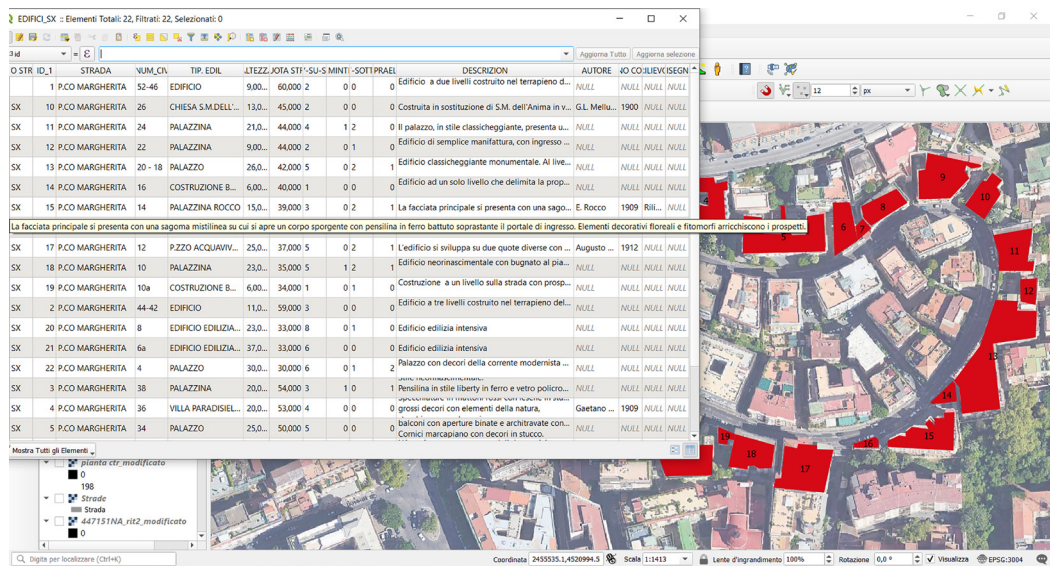 EDIFICI_SX :: Elementi Totali: 22, Filtrati: 22, Selezionati: 0
id = ε Aggiorna Tutto Aggiorna selezione
O STR ID_1 STRADA NUM_CIV TIP. EDIL DESCRIZION AUTORE
1 P.CO MARGHERITA 52-46 EDIFICIO 9,00... 60,000 2 0 0 0 Edificio a due livelli costruito nel terrapieno d... NULL NULL NULL NULL
SX 10 P.CO MARGHERITA 26 CHIESA S.M.DELL'... 13,0... 45,000 2 0 0 0 Costruita in sostituzione di S.M. dell'Anima in v... G.L. Mellu... 1900 NULL NULL
SX 11 P.CO MARGHERITA 24 PALAZZINA 21,0... 44,000 4 1 2 0 Il palazzo, in stile classicheggiante, presenta u... NULL NULL NULL NULL
SX 12 P.CO MARGHERITA 22 PALAZZINA 9,00... 44,000 2 0 1 0 Edificio di semplice manifattura, con ingresso ... NULL NULL NULL NULL
SX 13 P.CO MARGHERITA 20 - 18 PALAZZO 26,0... 42,000 5 0 2 1 Edificio classicheggiante monumentale. Al live... NULL NULL NULL NULL
SX 14 P.CO MARGHERITA 16 COSTRUZIONE B... 6,00... 40,000 1 0 0 0 Edificio ad un solo livello che delimita la prop... NULL NULL NULL NULL
SX 15 P.CO MARGHERITA 14 PALAZZINA ROCCO 15,0... 39,000 3 0 2 1 La facciata principale si presenta con una sago... E. Rocco 1909 Rili... NULL
La facciata principale si presenta con una sagoma mistilinea su cui si apre un corpo sporgente con pensilina in ferro battuto soprastante il portale di ingresso. Elementi decorativi floreali e fitomorfi arricchiscono i prospetti.
SX 17 P.CO MARGHERITA 12 P.ZZO ACQUAVIV... 25,0... 37,000 5 0 2 1 L'edificio si sviluppa su due quote diverse con ... Augusto ... 1912 NULL NULL
SX 18 P.CO MARGHERITA 10 PALAZZINA 23,0... 35,000 5 1 2 1 Edificio neorinascimentale con bugnato al pia... NULL NULL NULL NULL
SX 19 P.CO MARGHERITA 10a COSTRUZIONE B... 6,00... 34,000 1 0 1 0 Costruzione a un livello sulla strada con prosp... NULL NULL NULL NULL
SX 2 P.CO MARGHERITA 44-42 EDIFICIO 11,0... 59,000 3 0 0 0 Edificio a tre livelli costruito nel terrapieno del... NULL NULL NULL NULL
SX 20 P.CO MARGHERITA 8 EDIFICIO EDILIZIA... 23,0... 33,000 8 0 1 0 Edificio edilizia intensiva NULL NULL NULL NULL
SX 21 P.CO MARGHERITA 6a EDIFICIO EDILIZIA... 37,0... 33,000 6 0 0 0 Edificio edilizia intensiva NULL NULL NULL NULL
SX 22 P.CO MARGHERITA 4 PALAZZO 30,0... 30,000 6 0 1 2 Palazzo con decori della corrente modernista ... NULL NULL NULL NULL
SX 3 P.CO MARGHERITA 38 PALAZZINA 20,0... 54,000 3 1 0 1 Pensilina in stile liberty in ferro e vetro policro... NULL NULL NULL NULL
SX 4 P.CO MARGHERITA 36 VILLA PARADISIEL... 20,0... 53,000 4 0 0 0 grossi decori con elementi della natura, Gaetano ... 1909 NULL NULL
SX 5 P.CO MARGHERITA 34 PALAZZO 25,0... 50,000 5 0 0 0 balconi con aperture binate e architravate con... NULL NULL NULL NULL
Cornici marcapiano con decori in stucco.
Mostra Tutti gli Elementi
12 px
4
5
6
7
8
9
10
11
12
13
14
15
16
17
18
19
pianta ctr_modificato
0
198
Strade
Strada
447151NA_rit2_modificato
0
Digita per localizzare (Ctrl+K) Coordinata 2455535.1,4520994.5 Scala 1:1413 Lente d'ingrandimento 100% Rotazione 0,0 ° Visualizza EPSG:3004